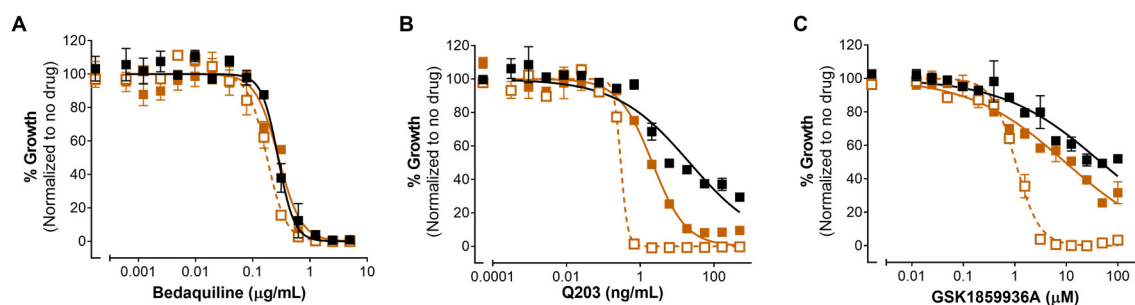 A
% Growth
(Normalized to no drug)
120
100
80
60
40
20
0
0.001
0.01
0.1
1
10
Bedaquiline (μg/mL)
B
% Growth
(Normalized to no drug)
120
100
80
60
40
20
0
0.0001
0.01
1
100
Q203 (ng/mL)
C
% Growth
(Normalized to no drug)
120
100
80
60
40
20
0
0.01
0.1
1
10
100
GSK1859936A (μM)